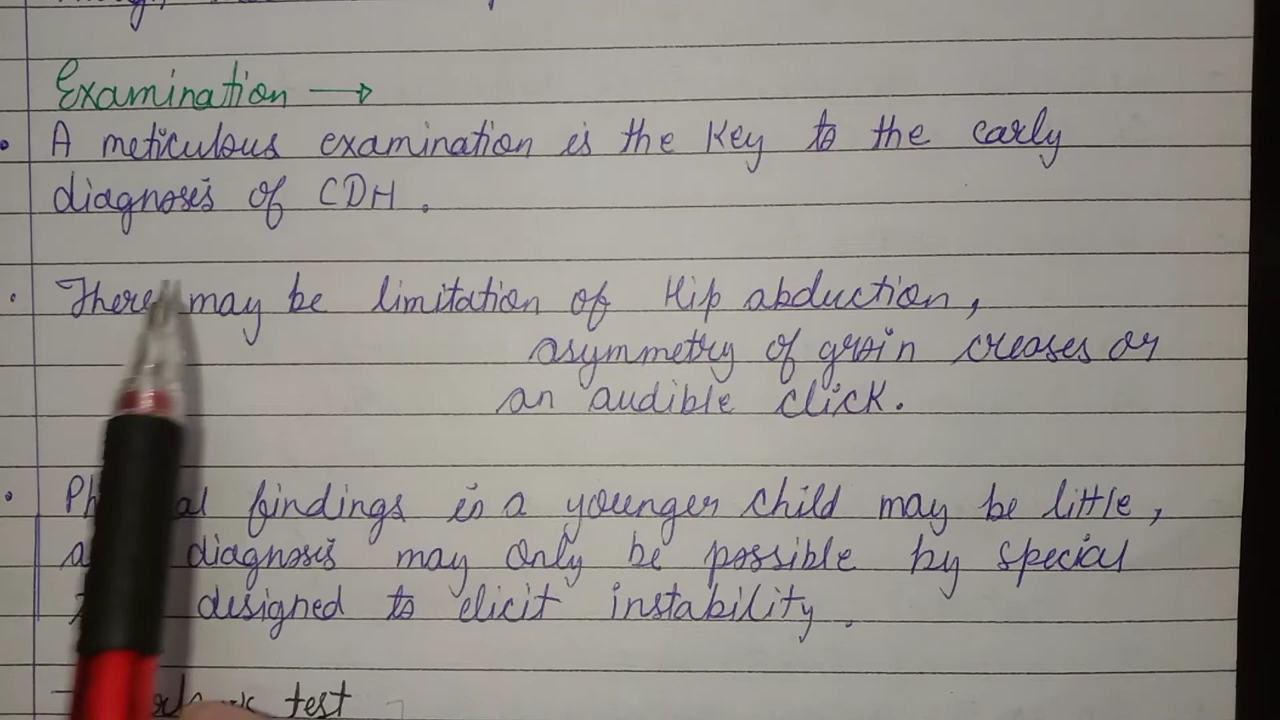 Examination →
• A meticulous examination is the key to the early
diagnosis of CDH.
• There may be limitation of Hip abduction,
asymmetry of groin creases or
an audible click.
• findings in a younger child may be little,
diagnosis may only be possible by special
designed to elicit instability.
test